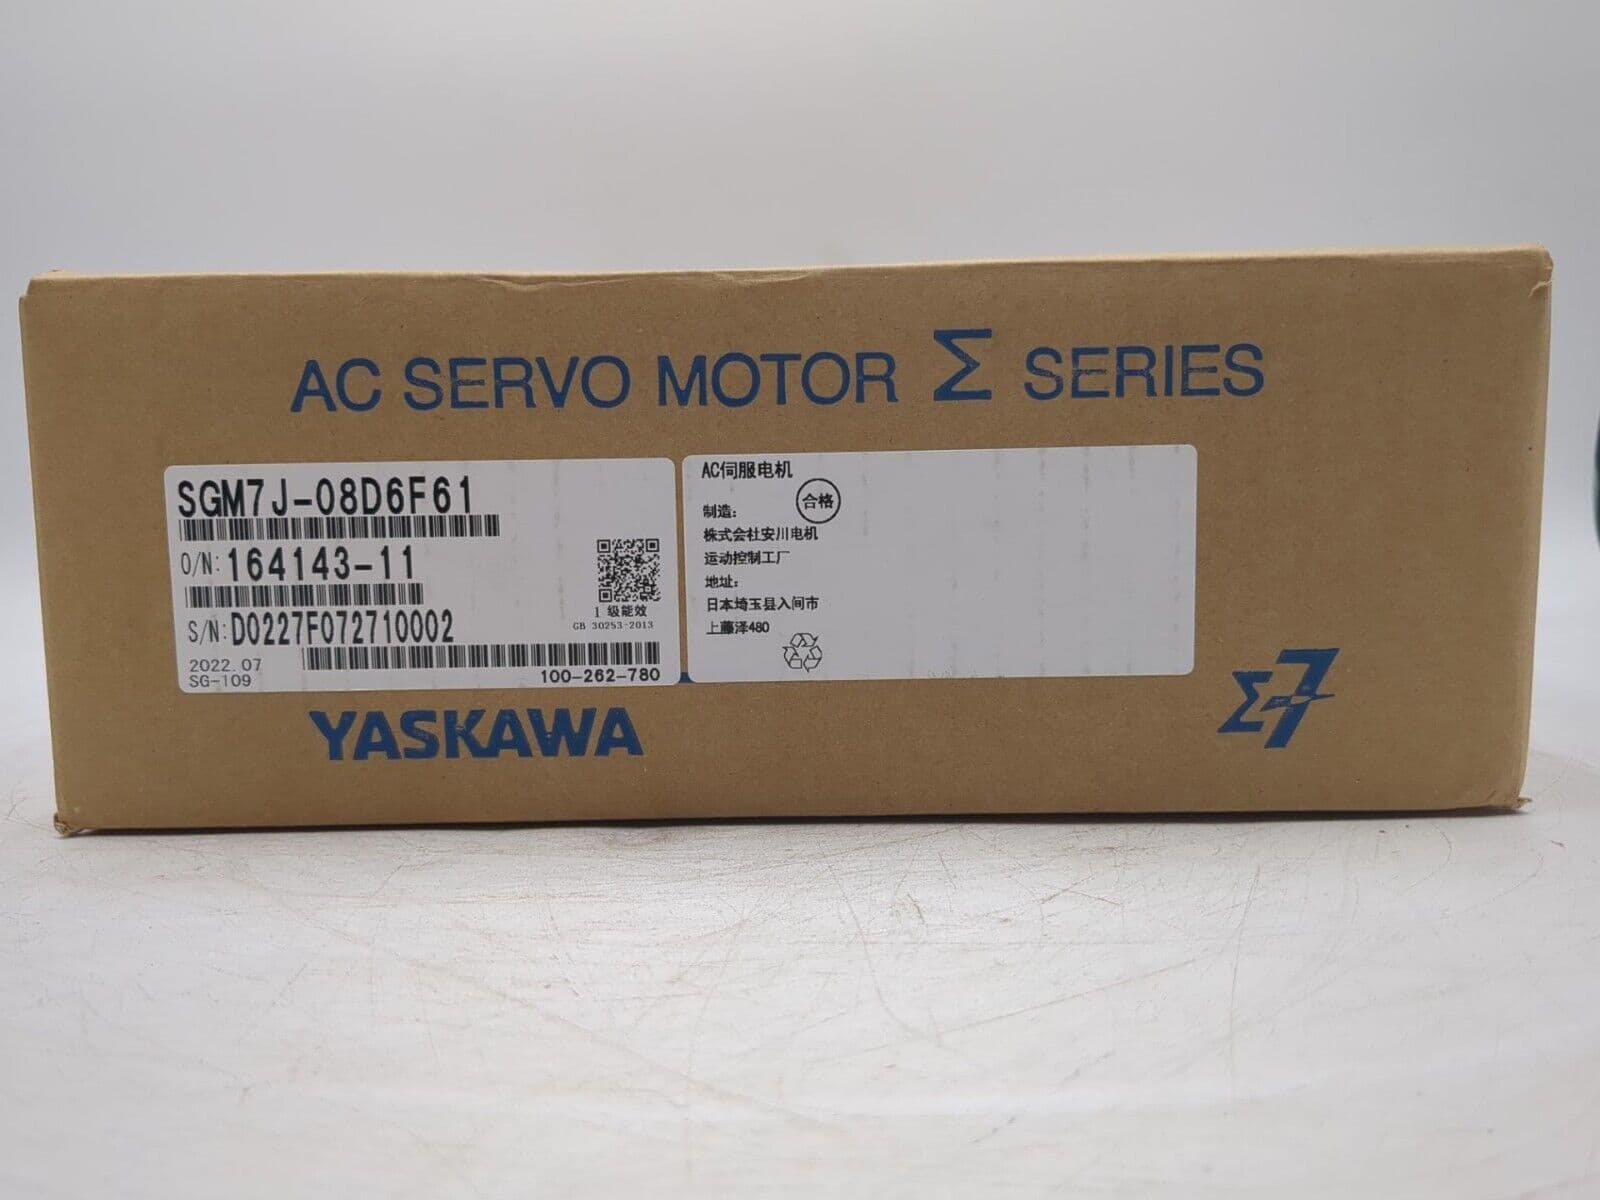 AC SERVO MOTOR Σ SERIES
SGM7J-08D6F61
O/N: 164143-11
1 级能效
GB 30253-2013
S/N: D0227F072710002
2022.07
SG-109
100-262-780
AC伺服电机
合格
制造:
株式会社安川电机
运动控制工厂
地址:
日本埼玉县入间市
上藤泽480
YASKAWA
Σ-7